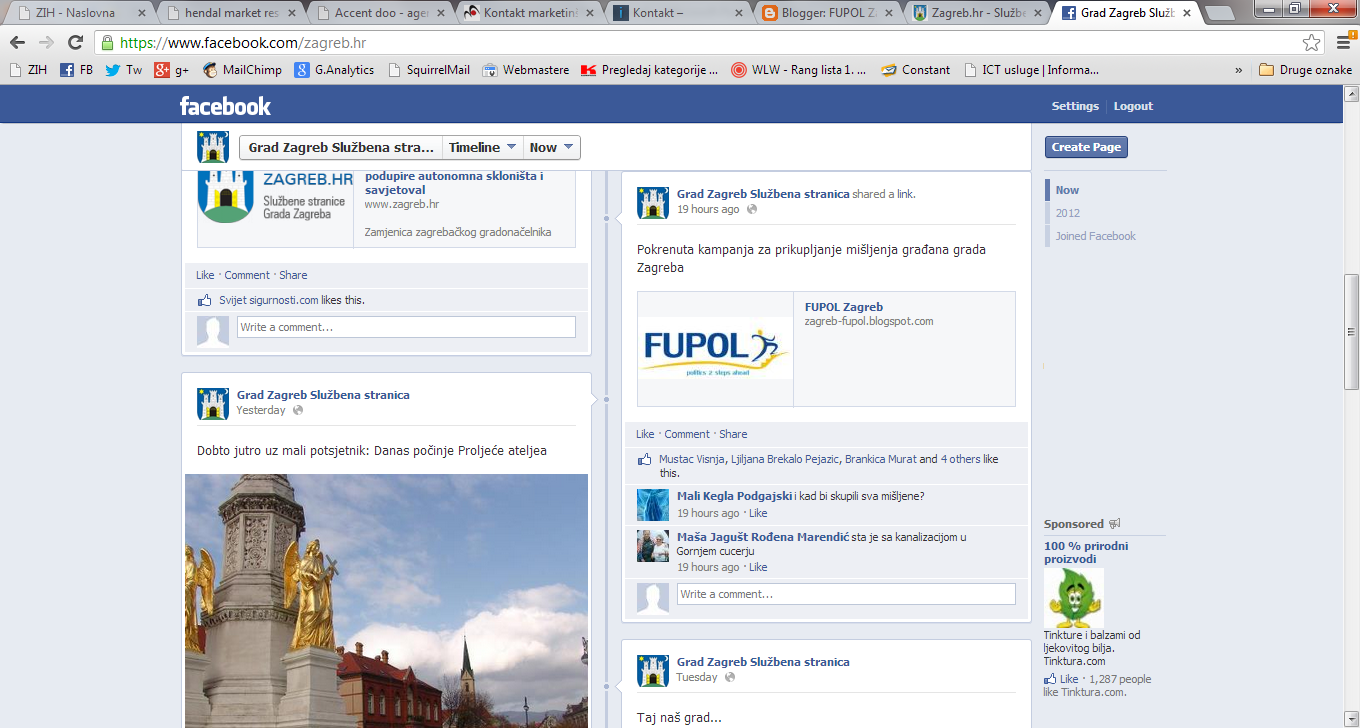 ZIH - Naslovna
hendal market res
Accent doo - agen
Kontakt marketin
Kontakt –
Blogger: FUPOL Z
Zagreb.hr - Služb
Grad Zagreb Služb
https://www.facebook.com/zagreb.hr
ZIH
FB
Tw
g+
MailChimp
G.Analytics
SquirrelMail
Webmastere
Pregledaj kategorije ...
WLW - Rang lista 1. ...
Constant
ICT usluge | Informa...
»
Druge oznake
facebook
Settings
Logout
Grad Zagreb Službena stra...
Timeline
Now
Create Page
Now
2012
Joined Facebook
ZAGREB.HR
Službene stranice
Grada Zagreba
podupire autonomna skloništa i
savjetoval
www.zagreb.hr
Zamjenica zagrebačkog gradonačelnika
Like · Comment · Share
Svijet sigurnosti.com likes this.
Write a comment...
Grad Zagreb Službena stranica
Yesterday
Dobto jutro uz mali potsjetnik: Danas počinje Proljeće ateljea
Grad Zagreb Službena stranica shared a link.
19 hours ago
Pokrenuta kampanja za prikupljanje mišljenja građana grada
Zagreba
FUPOL
politics 2 steps ahead
FUPOL Zagreb
zagreb-fupol.blogspot.com
Like · Comment · Share
Mustac Visnja, Ljiljana Brekalo Pejazic, Brankica Murat and 4 others like
this.
Mali Kegla Podgajski i kad bi skupili sva mišljene?
19 hours ago · Like
Maša Jagušt Rođena Marendić sta je sa kanalizacijom u
Gornjem cucerju
19 hours ago · Like
Write a comment...
Grad Zagreb Službena stranica
Tuesday
Taj naš grad...
Sponsored
100 % prirodni
proizvodi
Tinkture i balzami od
ljekovitog bilja.
Tinktura.com
Like · 1,287 people
like Tinktura.com.